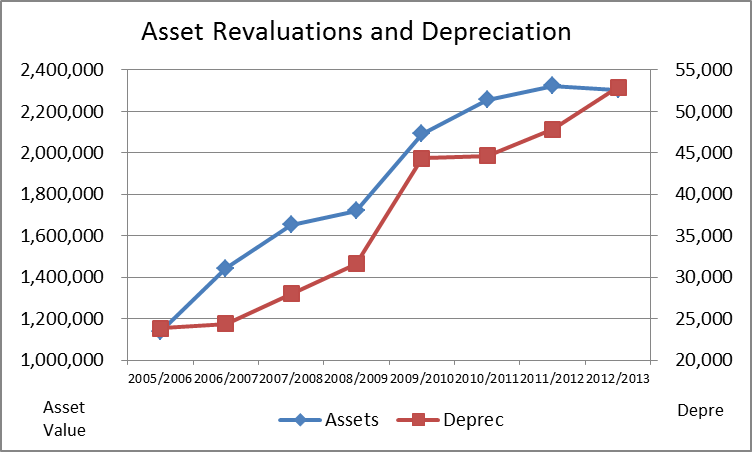 Asset Revaluations and Depreciation
2,400,000
2,200,000
2,000,000
1,800,000
1,600,000
1,400,000
1,200,000
1,000,000
55,000
50,000
45,000
40,000
35,000
30,000
25,000
20,000
2005/2006 2006/2007 2007/2008 2008/2009 2009/2010 2010/2011 2011/2012 2012/2013
Asset
Value
Assets Deprec
Depre